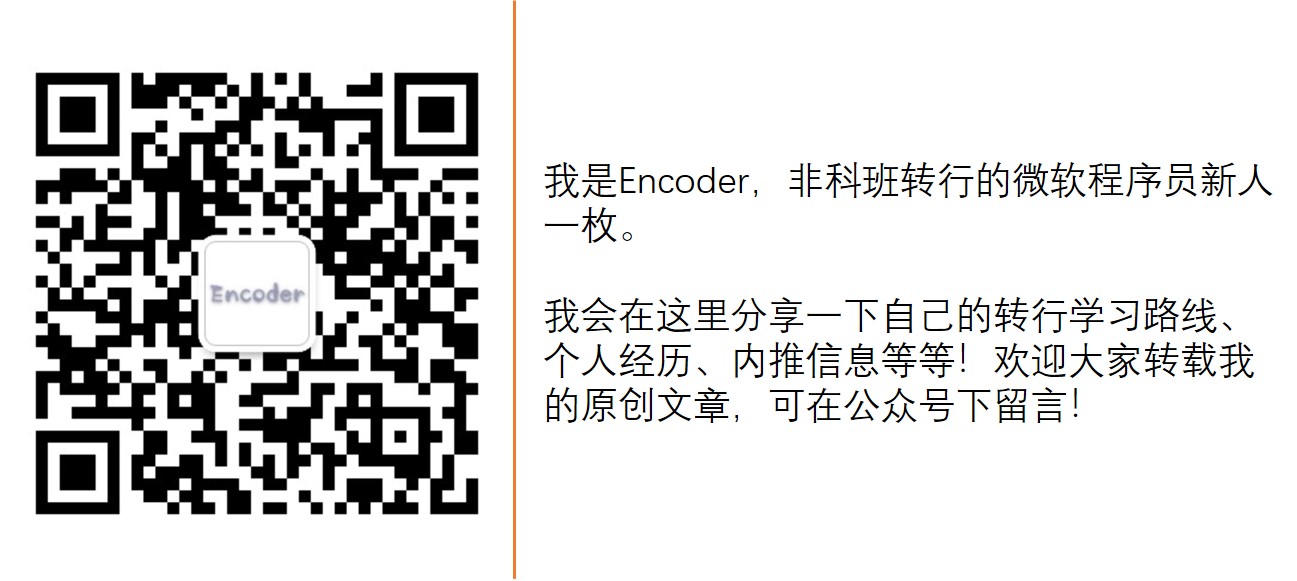 Encoder
我是Encoder，非科班转行的微软程序员新人
一枚。
我会在这里分享一下自己的转行学习路线、
个人经历、内推信息等等！欢迎大家转载我
的原创文章，可在公众号下留言！